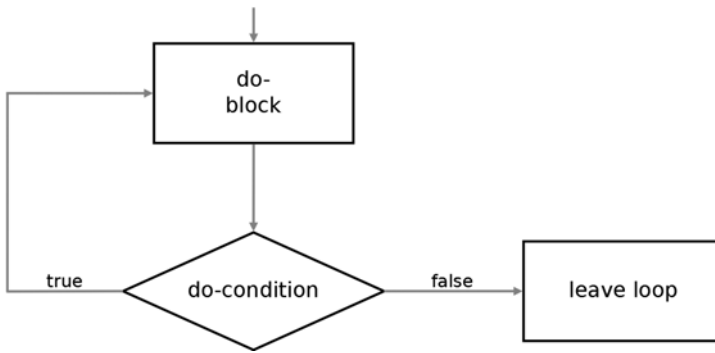 do-
block
true
do-condition
false
leave loop